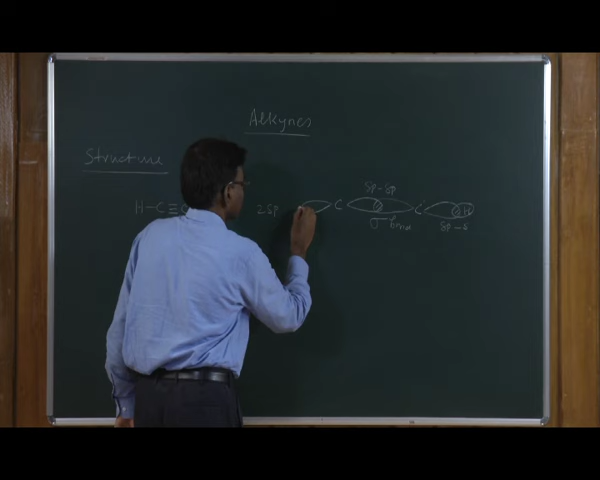 Alkynes
Structure
sp-sp
H-C≡
2sp C C H
σ bond sp-s